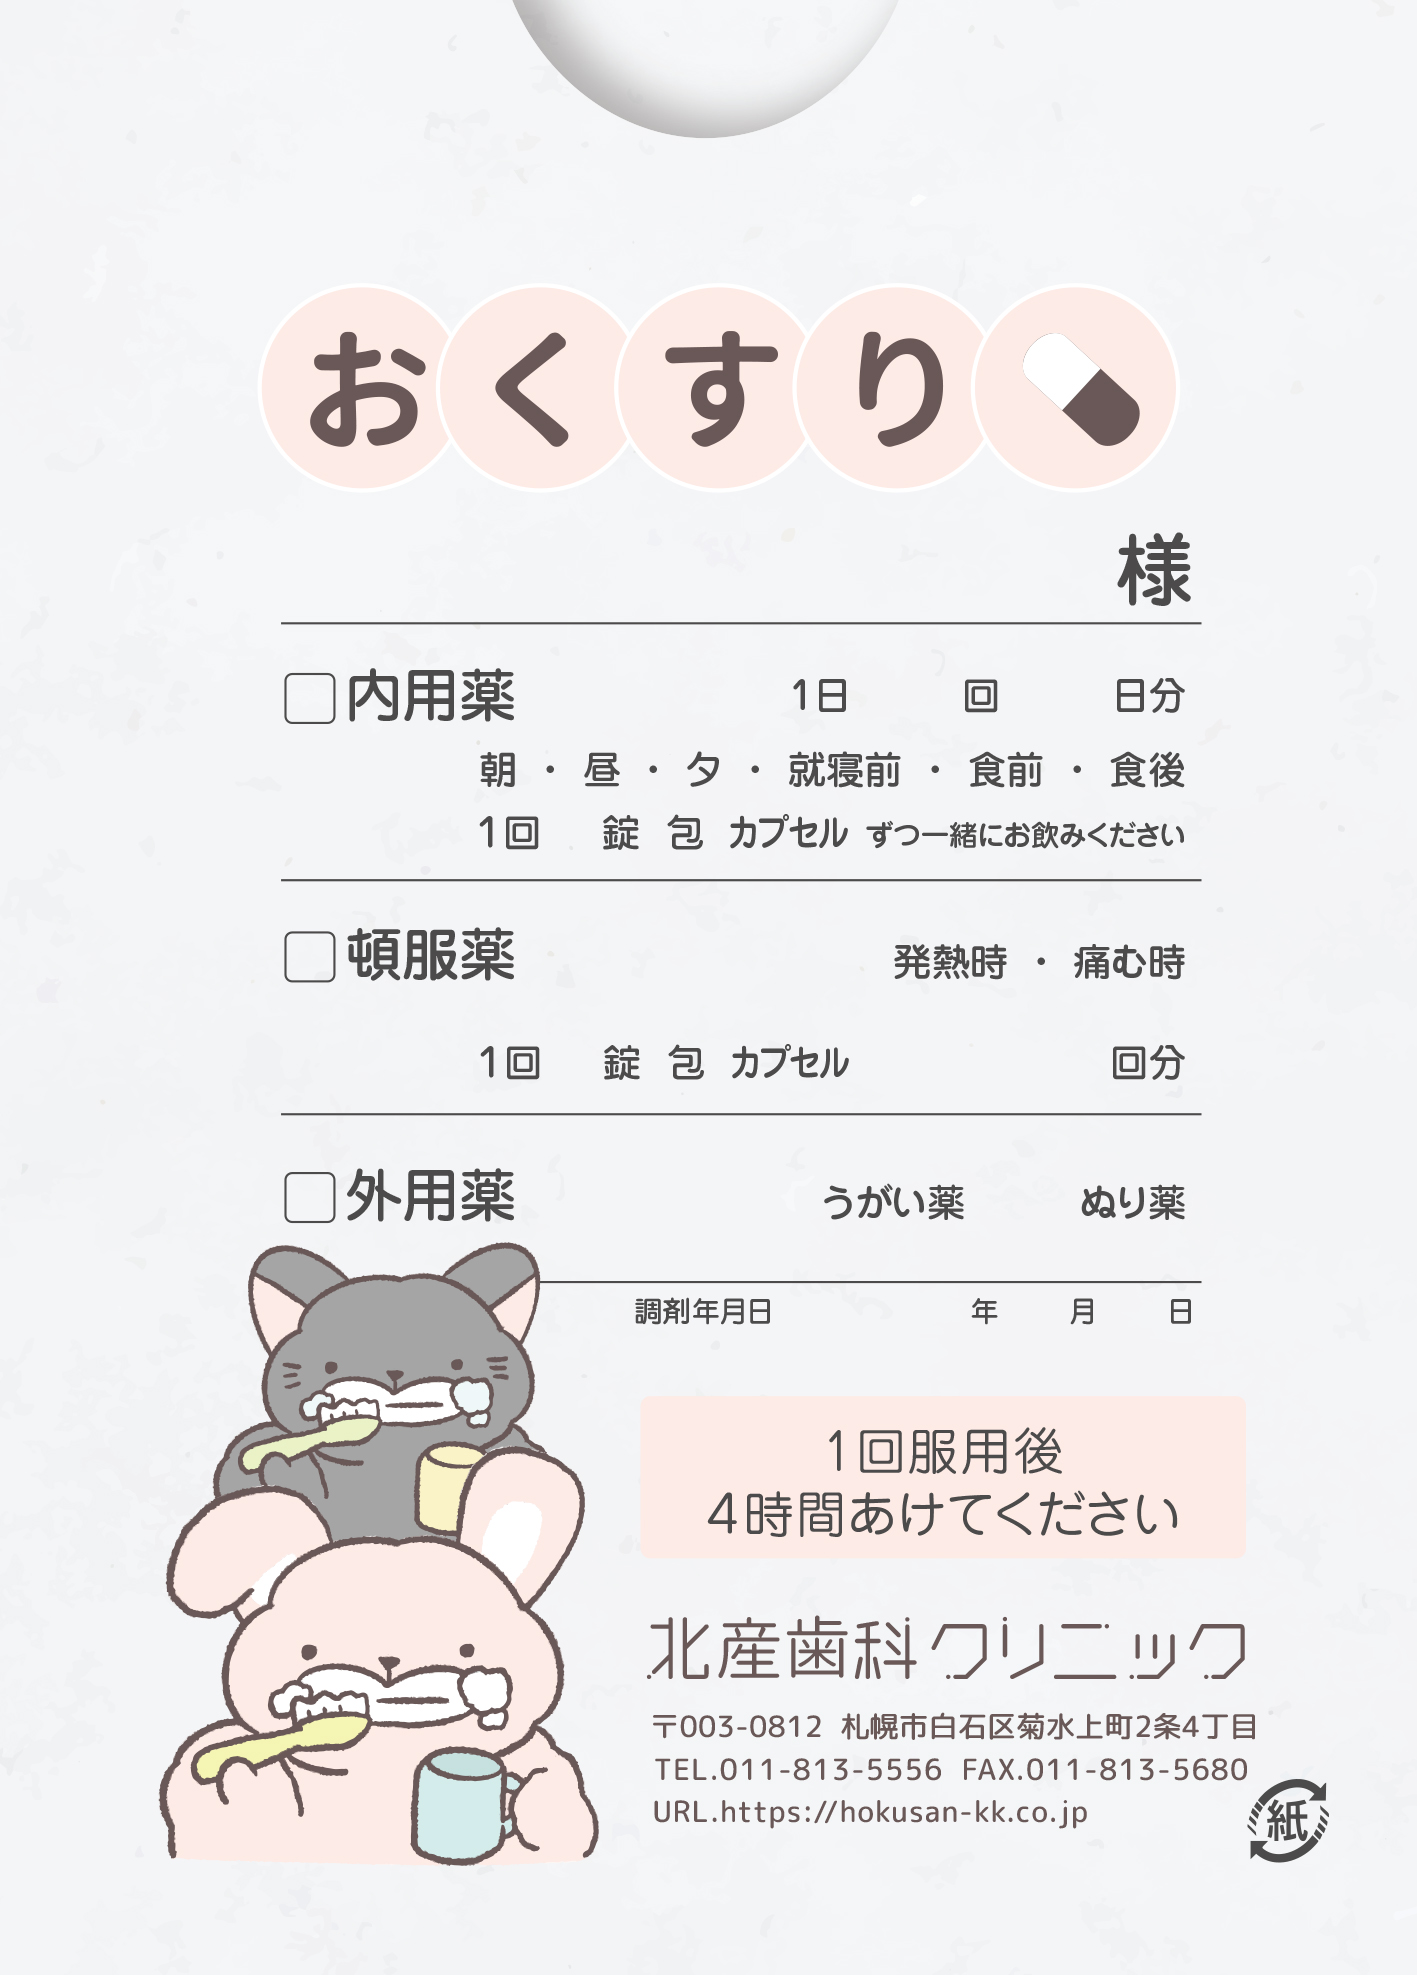 おくすり
様
内用薬 1日 回 日分
朝 ・ 昼 ・ 夕 ・ 就寝前 ・ 食前 ・ 食後
1回 錠 包 カプセル ずつ一緒にお飲みください
頓服薬 発熱時 ・ 痛む時
1回 錠 包 カプセル 回分
外用薬 うがい薬 ぬり薬
調剤年月日 年 月 日
1回服用後
4時間あけてください
北産歯科クリニック
〒003-0812 札幌市白石区菊水上町2条4丁目
TEL.011-813-5556 FAX.011-813-5680
URL.https://hokusan-kk.co.jp
紙